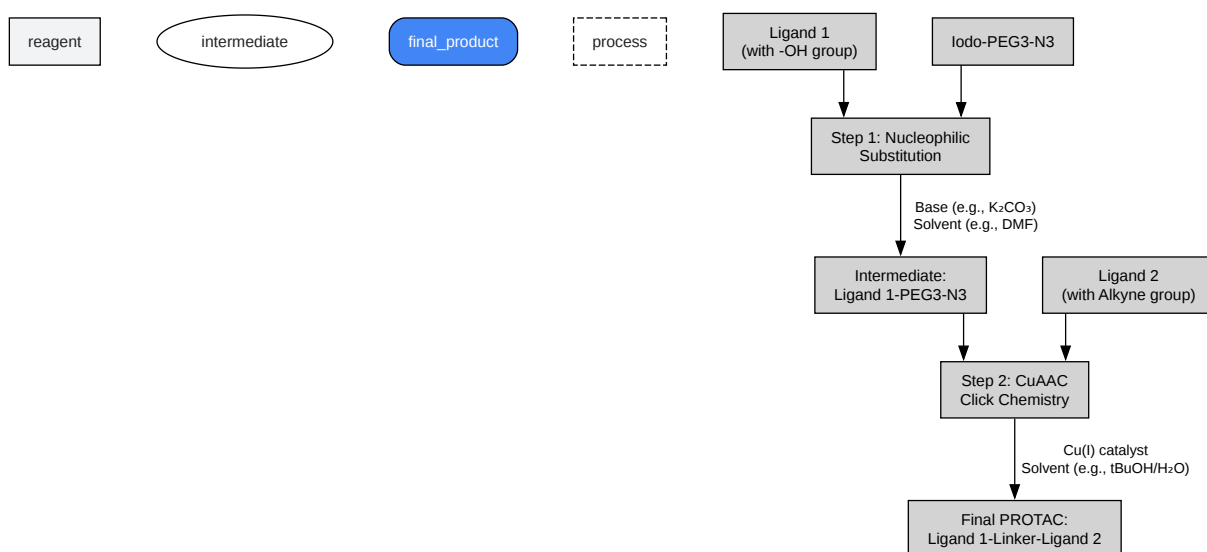 reagent
intermediate
final_product
process
Ligand 1
(with -OH group)
Iodo-PEG3-N3
Step 1: Nucleophilic
Substitution
Base (e.g., K₂CO₃)
Solvent (e.g., DMF)
Intermediate:
Ligand 1-PEG3-N3
Ligand 2
(with Alkyne group)
Step 2: CuAAC
Click Chemistry
Cu(I) catalyst
Solvent (e.g., tBuOH/H₂O)
Final PROTAC:
Ligand 1-Linker-Ligand 2